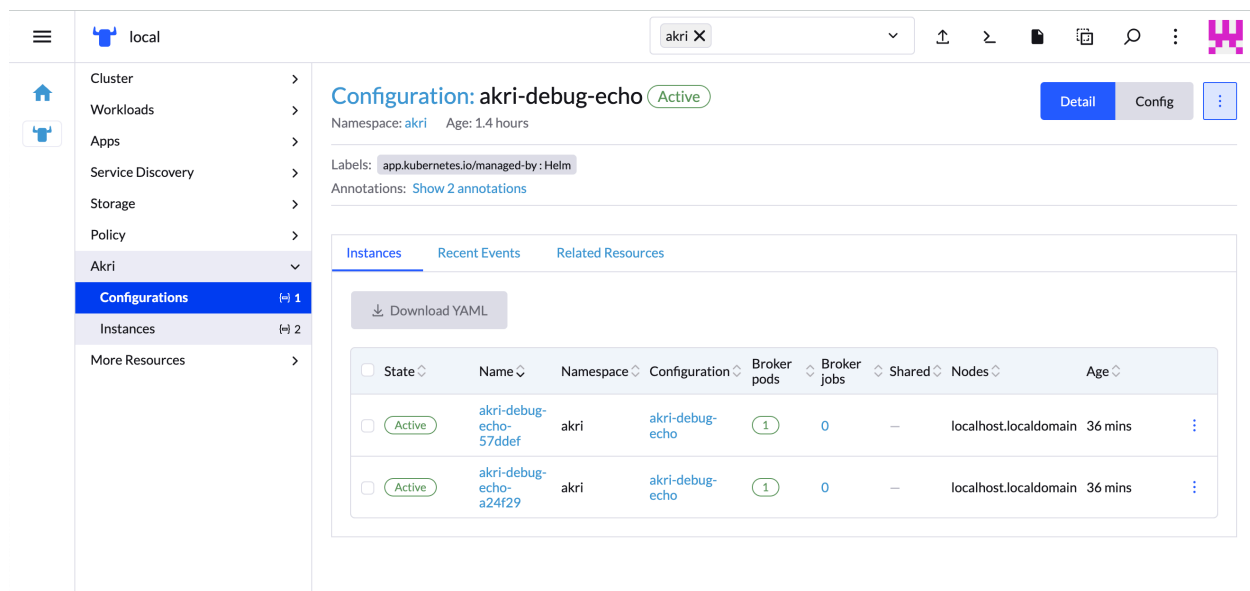 local
akri
Cluster
Workloads
Apps
Service Discovery
Storage
Policy
Akri
Configurations 1
Instances 2
More Resources
Configuration: akri-debug-echo Active
Namespace: akri Age: 1.4 hours
Detail Config
Labels: app.kubernetes.io/managed-by : Helm
Annotations: Show 2 annotations
Instances Recent Events Related Resources
Download YAML
State Name Namespace Configuration Broker pods Broker jobs Shared Nodes Age
Active akri-debug-echo-57ddef akri akri-debug-echo 1 0 — localhost.localdomain 36 mins
Active akri-debug-echo-a24f29 akri akri-debug-echo 1 0 — localhost.localdomain 36 mins